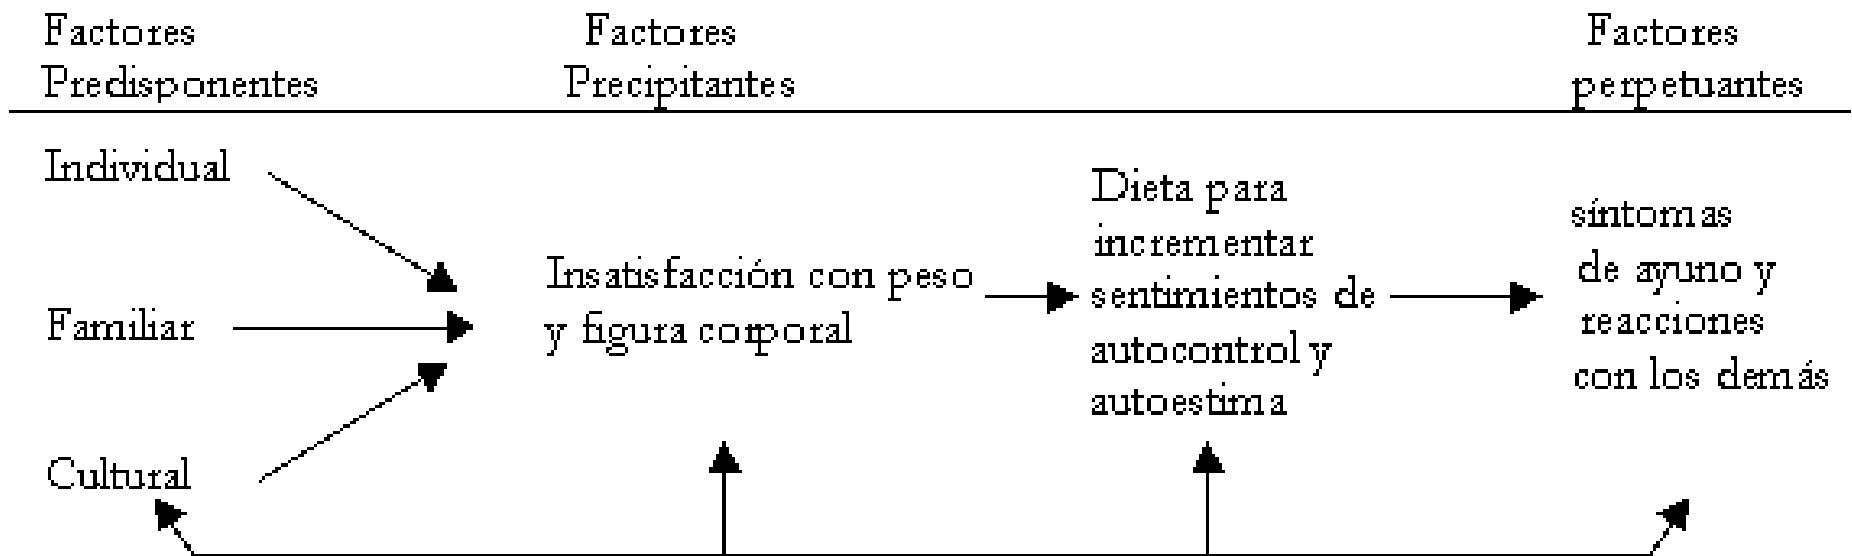 Factores
Predisponentes
Factores
Precipitantes
Factores
perpetuantes
Individual
Familiar
Cultural
Insatisfacción con peso
y figura corporal
Dieta para
incrementar
sentimientos de
autocontrol y
autoestima
síntomas
de ayuno y
reacciones
con los demás